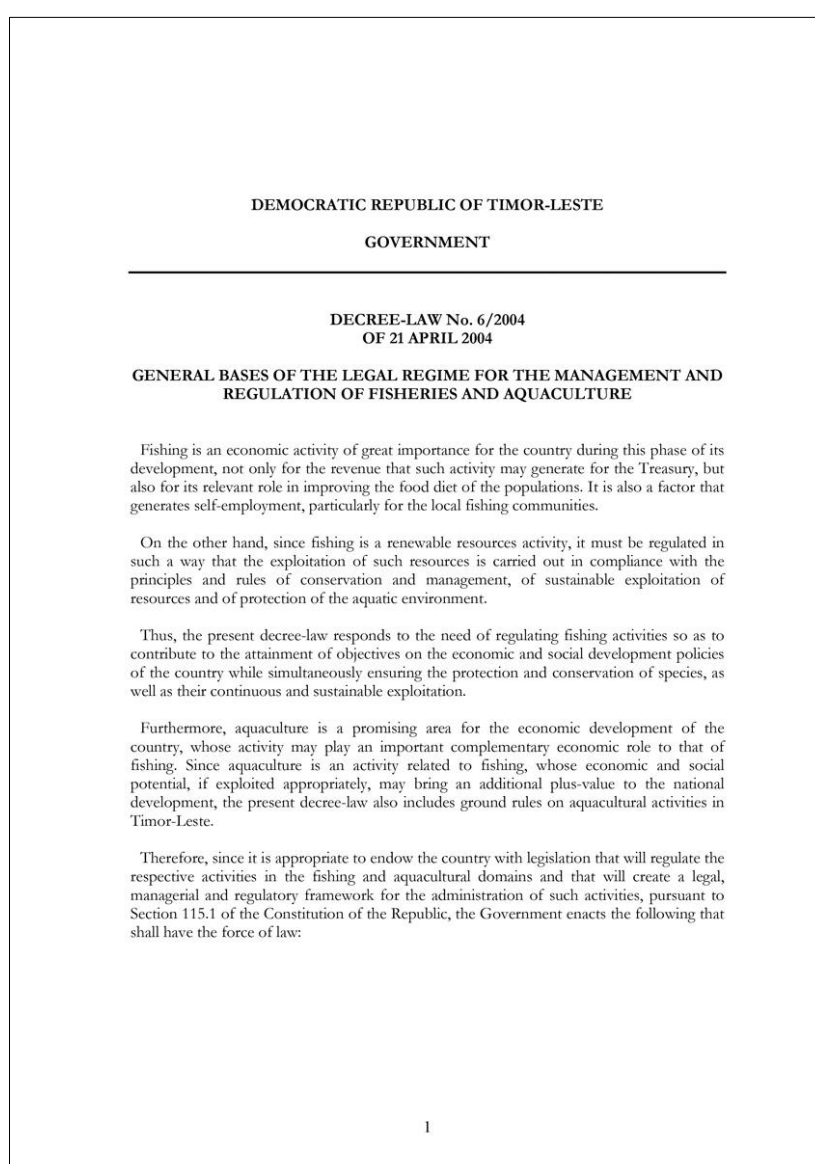 DEMOCRATIC REPUBLIC OF TIMOR-LESTE
GOVERNMENT
DECREE-LAW No. 6/2004
OF 21 APRIL 2004
GENERAL BASES OF THE LEGAL REGIME FOR THE MANAGEMENT AND
REGULATION OF FISHERIES AND AQUACULTURE
Fishing is an economic activity of great importance for the country during this phase of its
development, not only for the revenue that such activity may generate for the Treasury, but
also for its relevant role in improving the food diet of the populations. It is also a factor that
generates self-employment, particularly for the local fishing communities.
On the other hand, since fishing is a renewable resources activity, it must be regulated in
such a way that the exploitation of such resources is carried out in compliance with the
principles and rules of conservation and management, of sustainable exploitation of
resources and of protection of the aquatic environment.
Thus, the present decree-law responds to the need of regulating fishing activities so as to
contribute to the attainment of objectives on the economic and social development policies
of the country while simultaneously ensuring the protection and conservation of species, as
well as their continuous and sustainable exploitation.
Furthermore, aquaculture is a promising area for the economic development of the
country, whose activity may play an important complementary economic role to that of
fishing. Since aquaculture is an activity related to fishing, whose economic and social
potential, if exploited appropriately, may bring an additional plus-value to the national
development, the present decree-law also includes ground rules on aquacultural activities in
Timor-Leste.
Therefore, since it is appropriate to endow the country with legislation that will regulate the
respective activities in the fishing and aquacultural domains and that will create a legal,
managerial and regulatory framework for the administration of such activities, pursuant to
Section 115.1 of the Constitution of the Republic, the Government enacts the following that
shall have the force of law:
1